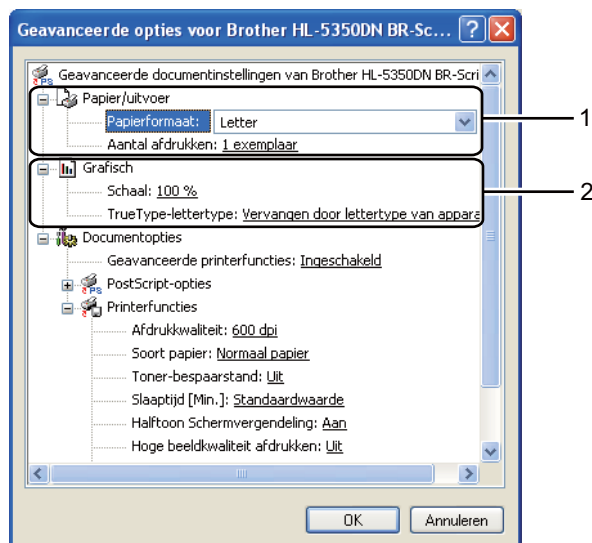 Geavanceerde opties voor Brother HL-5350DN BR-Sc...
Geavanceerde documentinstellingen van Brother HL-5350DN BR-Scri
Papier/uitvoer
Papierformaat: Letter
1
Aantal afdrukken: 1 exemplaar
Grafisch
Schaal: 100 %
2
TrueType-lettertype: Vervangen door lettertype van appara
Documentopties
Geavanceerde printerfuncties: Ingeschakeld
PostScript-opties
Printerfuncties
Afdrukkwaliteit: 600 dpi
Soort papier: Normaal papier
Toner-bespaarstand: Uit
Slaaptijd [Min.]: Standaardwaarde
Halftoon Schermvergendeling: Aan
Hoge beeldkwaliteit afdrukken: Uit
OK
Annuleren